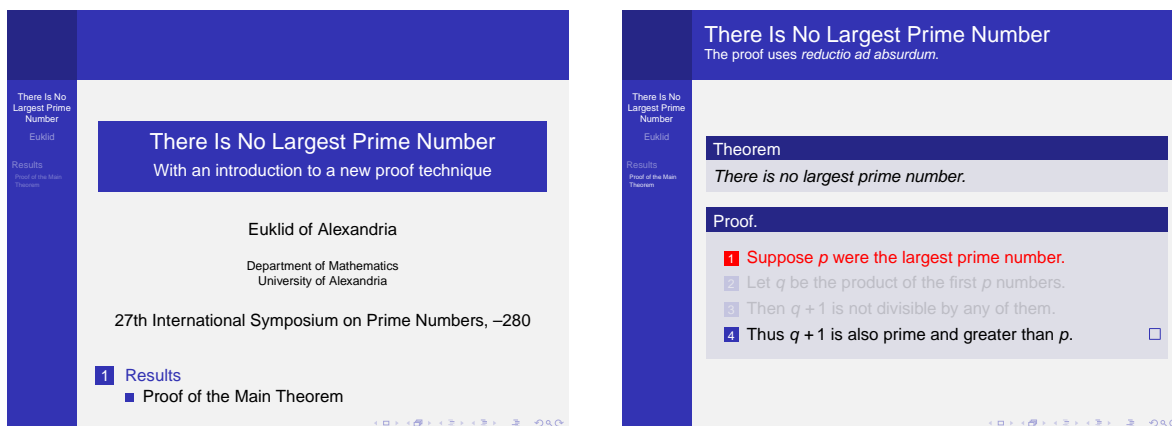 There Is No
Largest Prime
Number
Euklid
Results
Proof of the Main
Theorem
There Is No Largest Prime Number
With an introduction to a new proof technique
Euklid of Alexandria
Department of Mathematics
University of Alexandria
27th International Symposium on Prime Numbers, –280
1 Results
Proof of the Main Theorem
There Is No Largest Prime Number
The proof uses reductio ad absurdum.
There Is No
Largest Prime
Number
Euklid
Results
Proof of the Main
Theorem
Theorem
There is no largest prime number.
Proof.
1 Suppose p were the largest prime number.
2 Let q be the product of the first p numbers.
3 Then q + 1 is not divisible by any of them.
4 Thus q + 1 is also prime and greater than p.